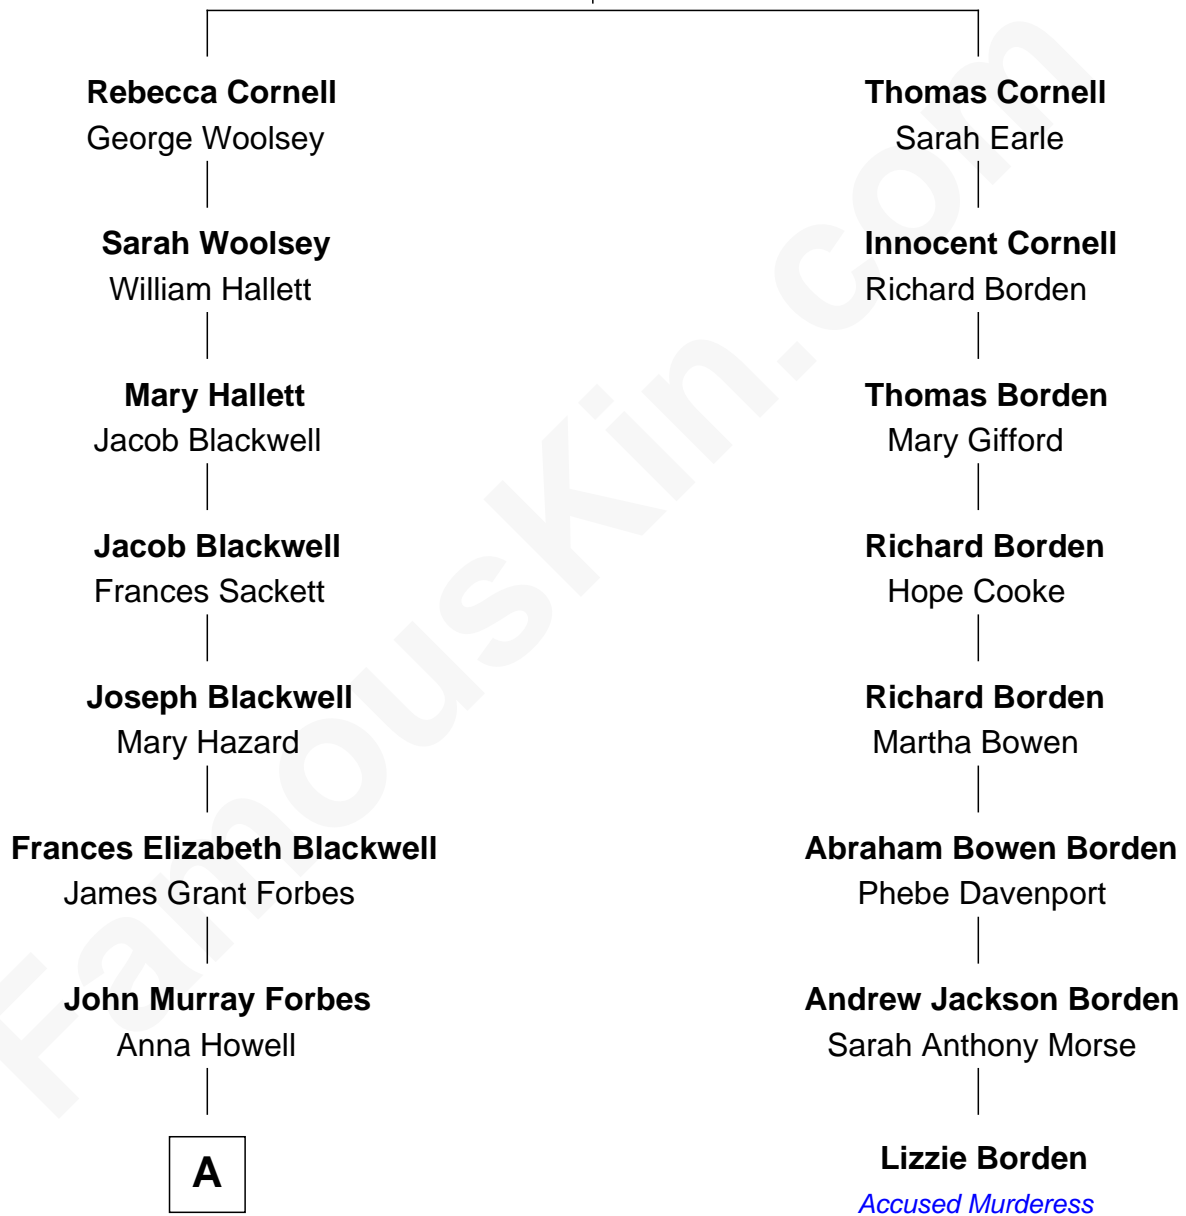 Rebecca Cornell
George Woolsey
Thomas Cornell
Sarah Earle
Sarah Woolsey
William Hallett
Innocent Cornell
Richard Borden
Mary Hallett
Jacob Blackwell
Thomas Borden
Mary Gifford
Jacob Blackwell
Frances Sackett
Richard Borden
Hope Cooke
Joseph Blackwell
Mary Hazard
Richard Borden
Martha Bowen
Frances Elizabeth Blackwell
James Grant Forbes
Abraham Bowen Borden
Phebe Davenport
John Murray Forbes
Anna Howell
Andrew Jackson Borden
Sarah Anthony Morse
A
Lizzie Borden
Accused Murderess
FamousKin.com